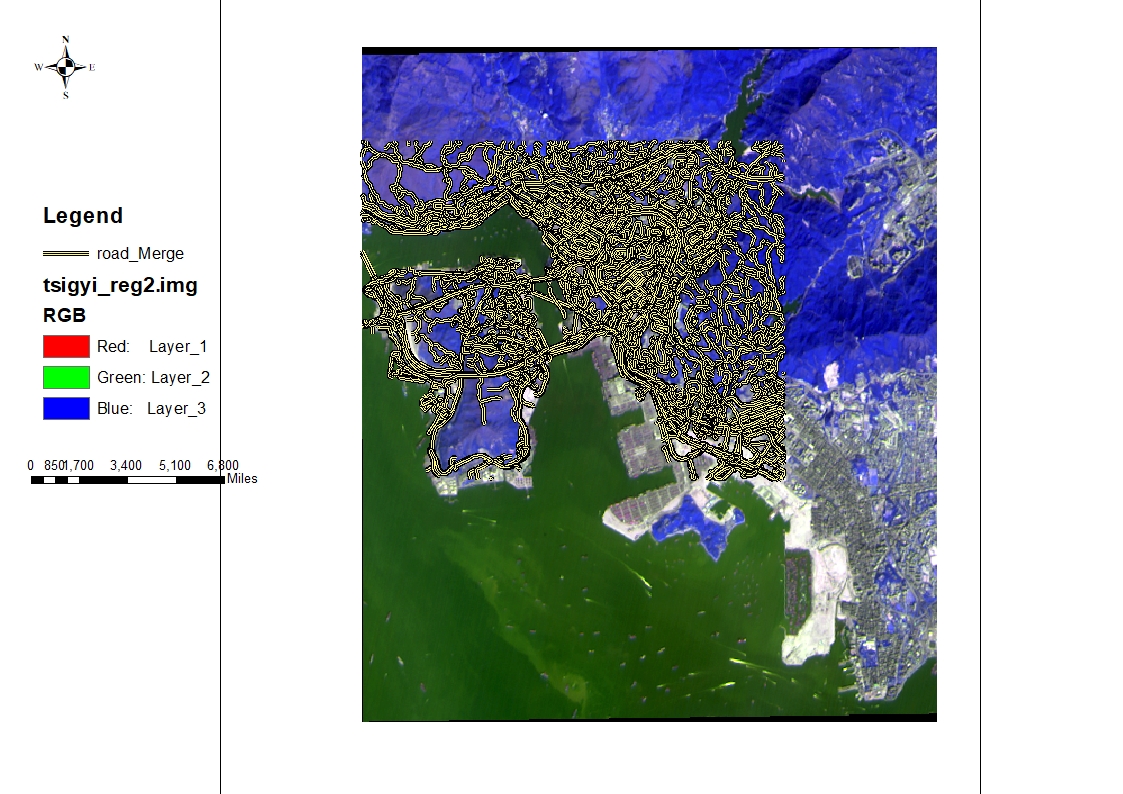 N
W E
S
Legend
road_Merge
tsigyi_reg2.img
RGB
Red: Layer_1
Green: Layer_2
Blue: Layer_3
0 850 1,700 3,400 5,100 6,800
Miles